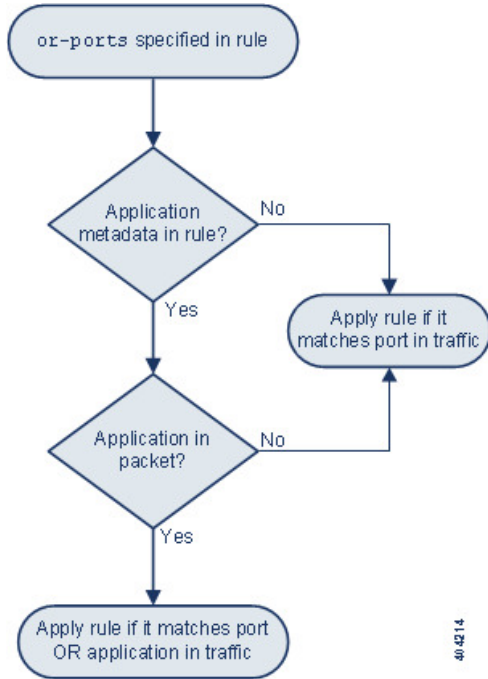 or-ports specified in rule
Application
metadata in rule?
No
Yes
Apply rule if it
matches port in traffic
Application in
packet?
No
Yes
Apply rule if it matches port
OR application in traffic
404214